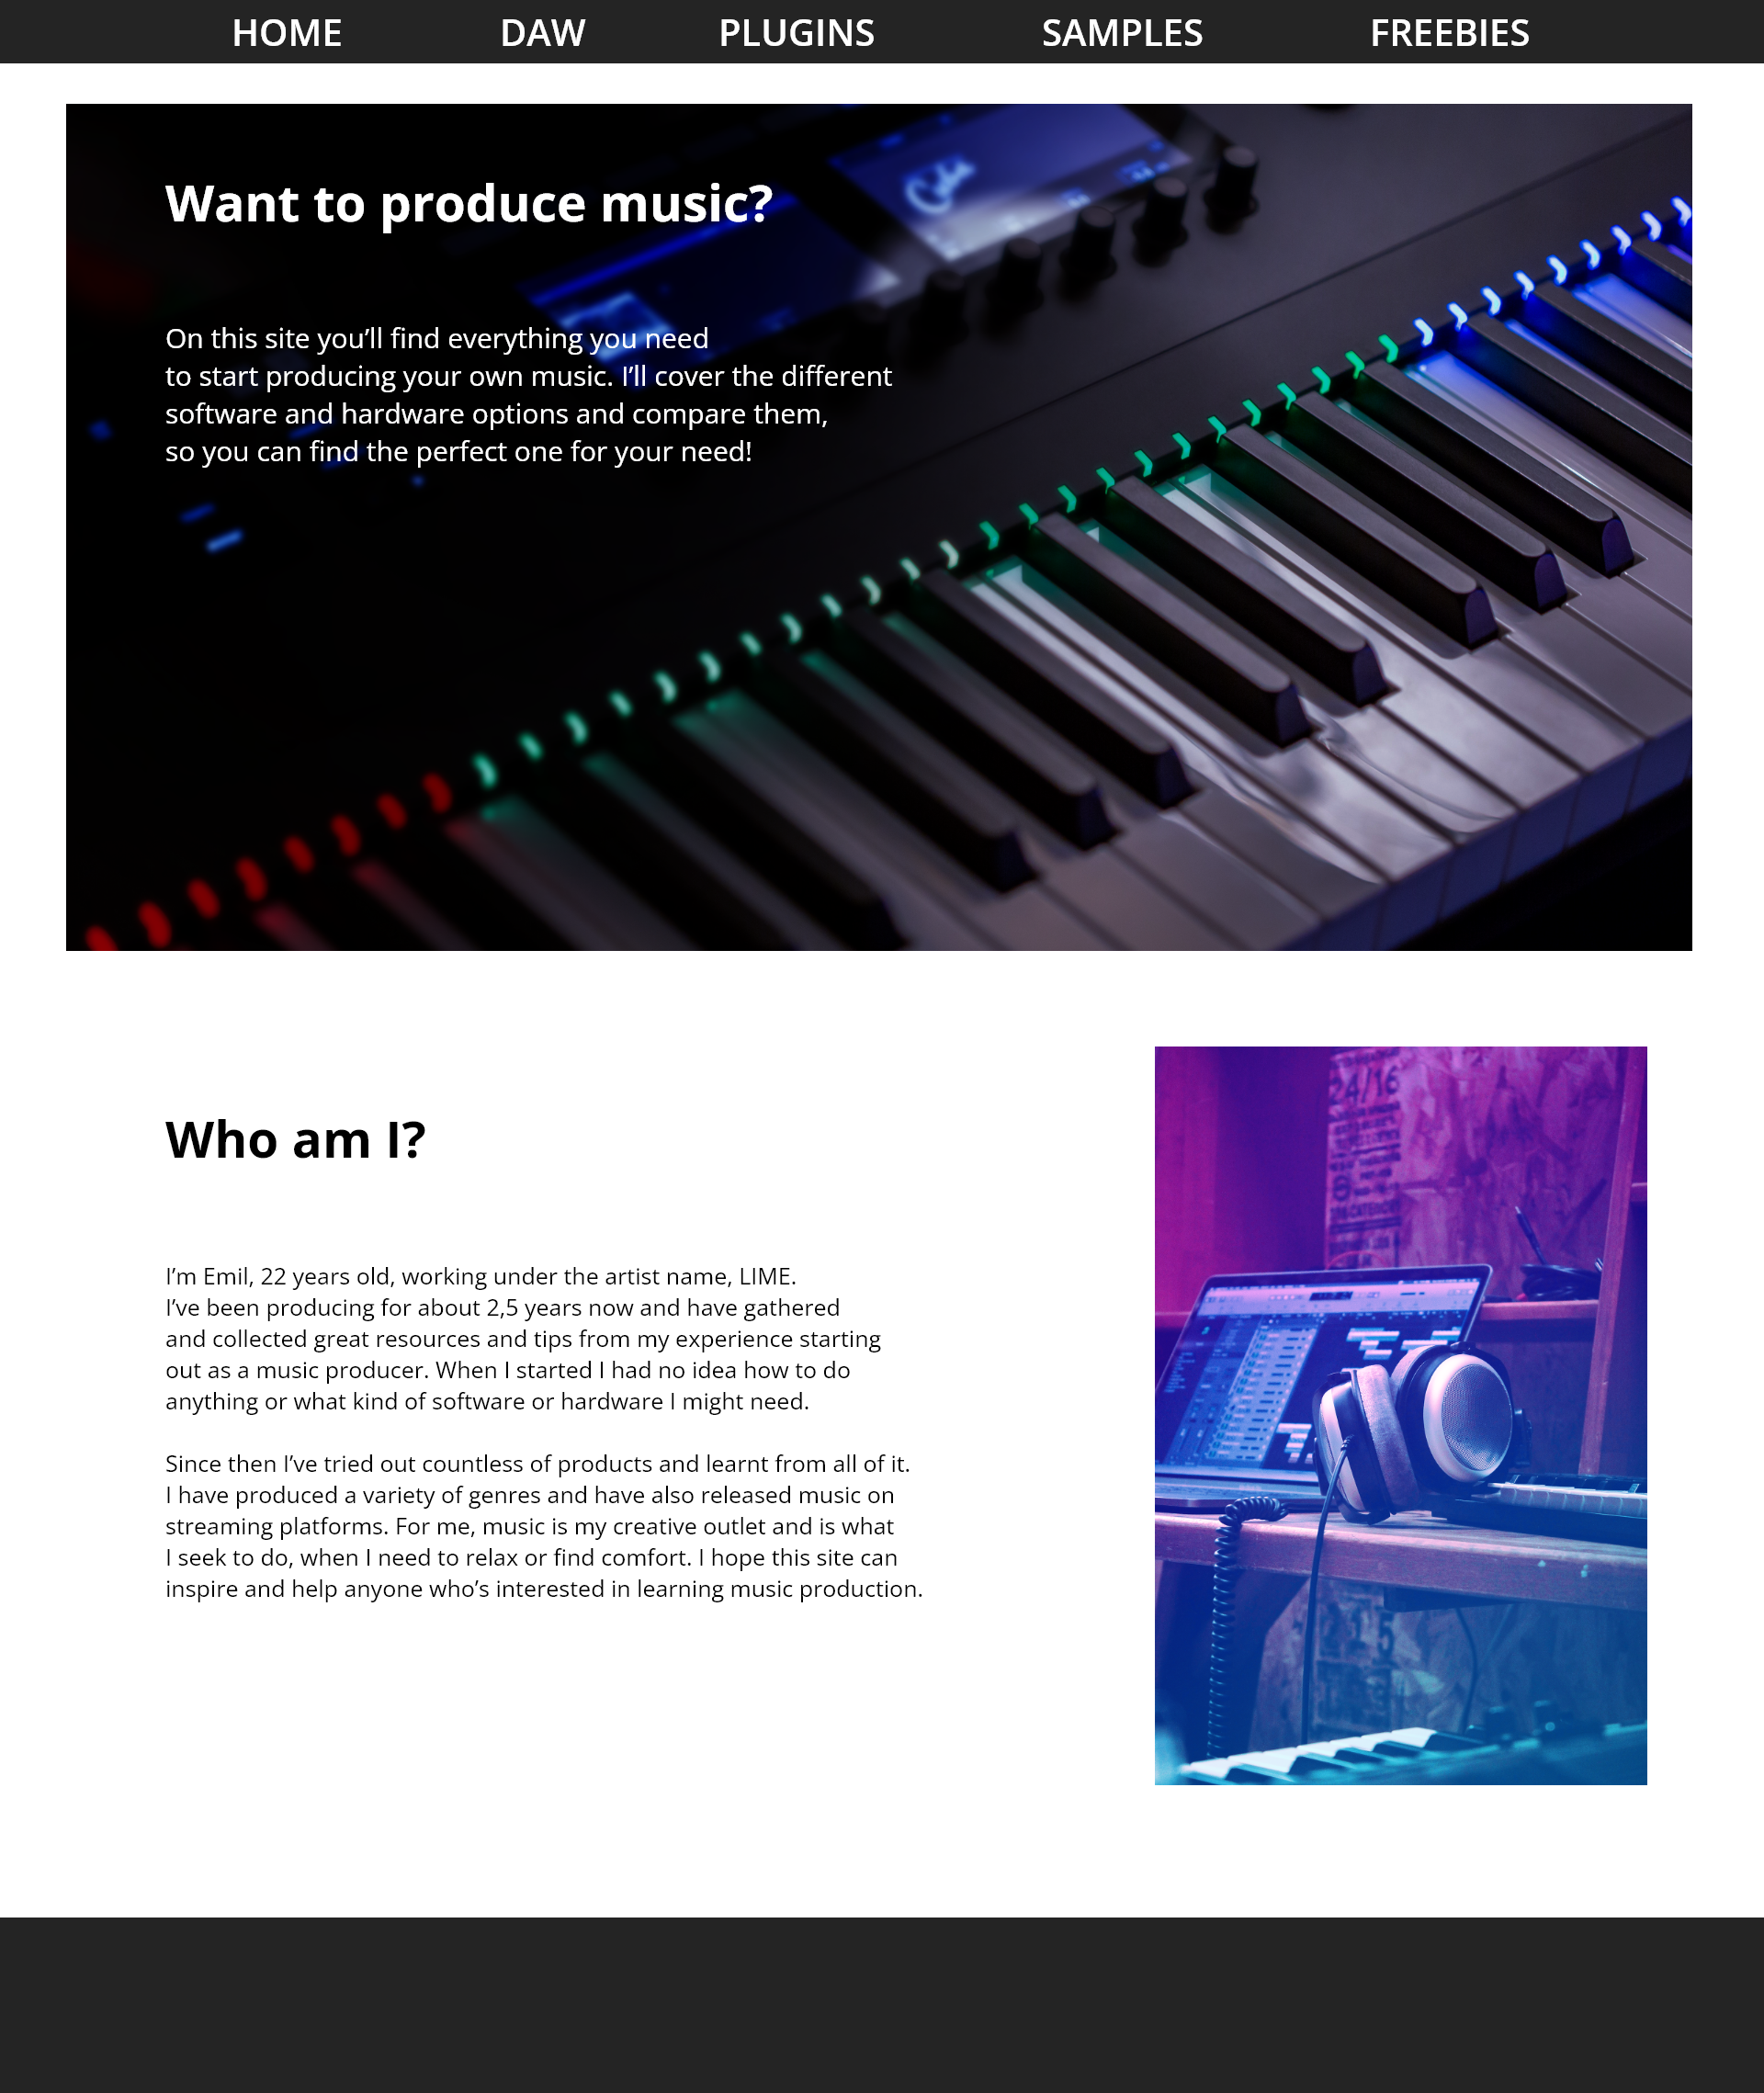 HOME DAW PLUGINS SAMPLES FREEBIES
Want to produce music?
On this site you’ll find everything you need
to start producing your own music. I’ll cover the different
software and hardware options and compare them,
so you can find the perfect one for your need!
Who am I?
I’m Emil, 22 years old, working under the artist name, LIME.
I’ve been producing for about 2,5 years now and have gathered
and collected great resources and tips from my experience starting
out as a music producer. When I started I had no idea how to do
anything or what kind of software or hardware I might need.
Since then I’ve tried out countless of products and learnt from all of it.
I have produced a variety of genres and have also released music on
streaming platforms. For me, music is my creative outlet and is what
I seek to do, when I need to relax or find comfort. I hope this site can
inspire and help anyone who’s interested in learning music production.
24/16